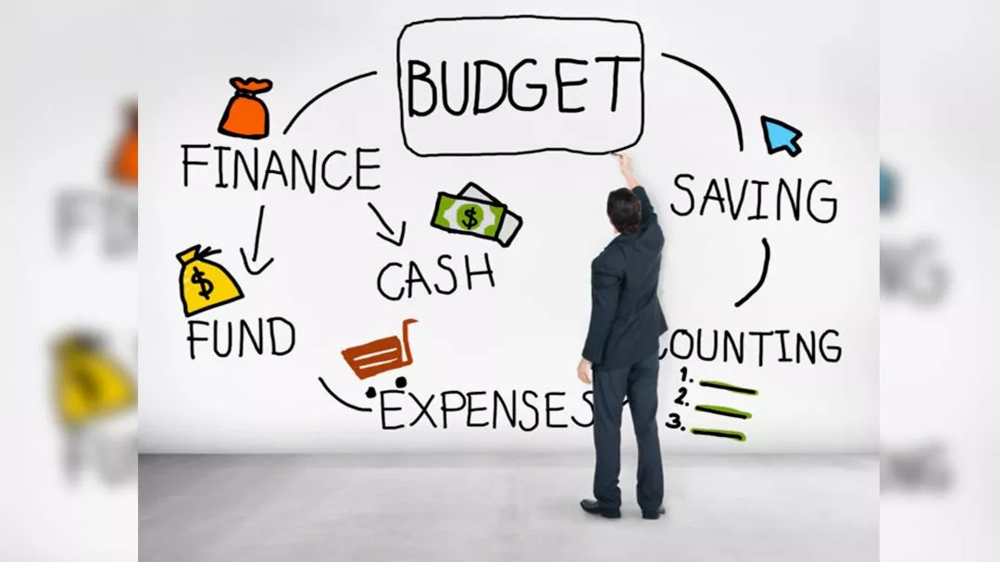 BUDGET
FINANCE
SAVING
$
CASH
$
FUND
COUNTING
EXPENSES
1.
2.
3.